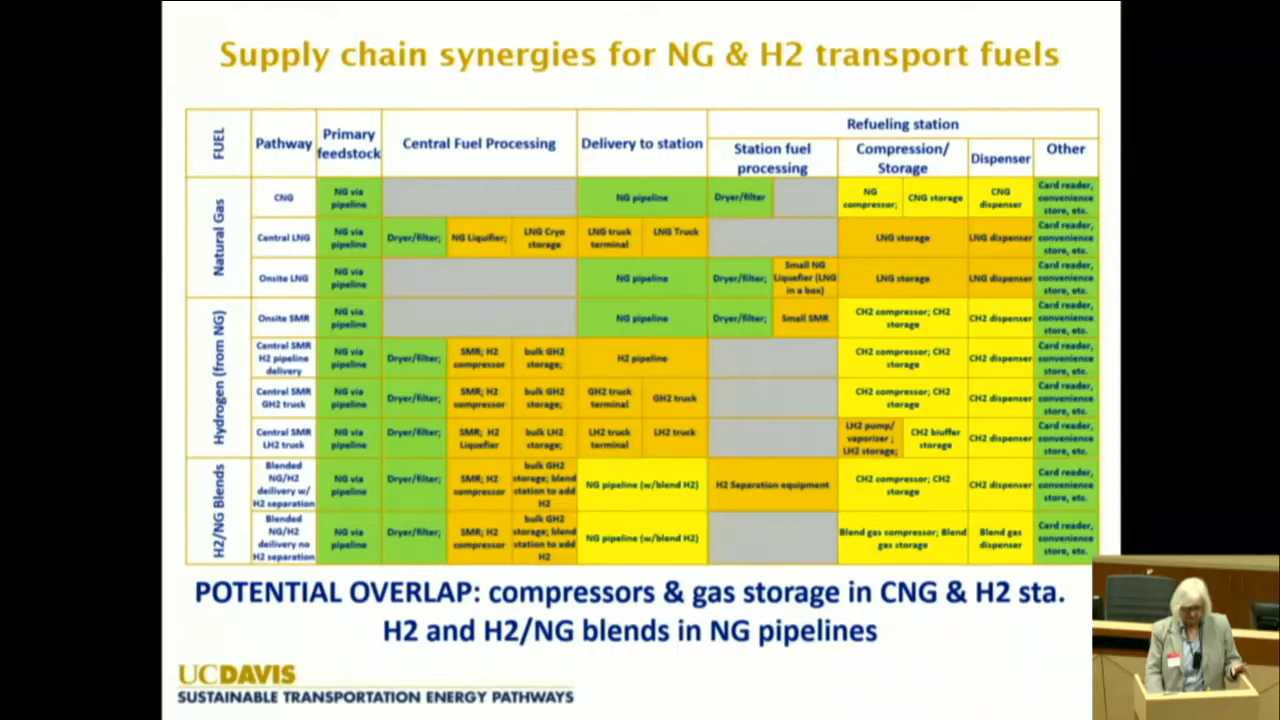 Supply chain synergies for NG & H2 transport fuels
FUEL
Pathway
Primary
feedstock
Central Fuel Processing
Delivery to station
Refueling station
Station fuel
processing
Compression/
Storage
Dispenser
Other
Natural Gas
CNG
NG via
pipeline
NG pipeline
Dryer/filter
NG
compressor;
CNG storage
CNG
dispenser
Card reader,
convenience
store, etc.
Central LNG
NG via
pipeline
Dryer/filter;
NG Liquifier;
LNG Cryo
storage
LNG truck
terminal
LNG Truck
LNG storage
LNG dispenser
Card reader,
convenience
store, etc.
Onsite LNG
NG via
pipeline
NG pipeline
Dryer/filter;
Small NG
Liquefier (LNG
in a box)
LNG storage
LNG dispenser
Card reader,
convenience
store, etc.
Hydrogen (from NG)
Onsite SMR
NG via
pipeline
NG pipeline
Dryer/filter;
Small SMR
CH2 compressor; CH2
storage
CH2 dispenser
Card reader,
convenience
store, etc.
Central SMR
H2 pipeline
delivery
NG via
pipeline
Dryer/filter;
SMR; H2
compressor
bulk GH2
storage;
H2 pipeline
CH2 compressor; CH2
storage
CH2 dispenser
Card reader,
convenience
store, etc.
Central SMR
GH2 truck
NG via
pipeline
Dryer/filter;
SMR; H2
compressor
bulk GH2
storage;
GH2 truck
terminal
GH2 truck
CH2 compressor; CH2
storage
CH2 dispenser
Card reader,
convenience
store, etc.
Central SMR
LH2 truck
NG via
pipeline
Dryer/filter;
SMR; H2
Liquefier
bulk LH2
storage;
LH2 truck
terminal
LH2 truck
LH2 pump/
vaporizer ;
LH2 storage;
CH2 biuffer
storage
CH2 dispenser
Card reader,
convenience
store, etc.
H2/NG Blends
Blended
NG/H2
deilivery w/
H2 separation
NG via
pipeline
Dryer/filter;
SMR; H2
compressor
bulk GH2
storage; blend
station to add
H2
NG pipeline (w/blend H2)
H2 Separation equipment
CH2 compressor; CH2
storage
CH2 dispenser
Card reader,
convenience
store, etc.
Blended
NG/H2
deilivery no
H2 separation
NG via
pipeline
Dryer/filter;
SMR; H2
compressor
bulk GH2
storage; blend
station to add
H2
NG pipeline (w/blend H2)
Blend gas compressor; Blend
gas storage
Blend gas
dispenser
Card reader,
convenience
store, etc.
POTENTIAL OVERLAP: compressors & gas storage in CNG & H2 sta.
H2 and H2/NG blends in NG pipelines
UCDAVIS
SUSTAINABLE TRANSPORTATION ENERGY PATHWAYS